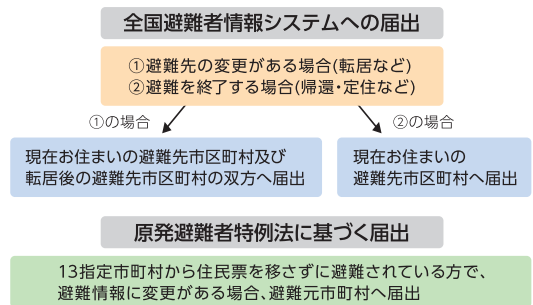 全国避難者情報システムへの届出
①避難先の変更がある場合(転居など)
②避難を終了する場合(帰還・定住など)
①の場合
②の場合
現在お住まいの避難先市区町村及び
転居後の避難先市区町村の双方へ届出
現在お住まいの
避難先市区町村へ届出
原発避難者特例法に基づく届出
13指定市町村から住民票を移さずに避難されている方で、
避難情報に変更がある場合、避難元市町村へ届出